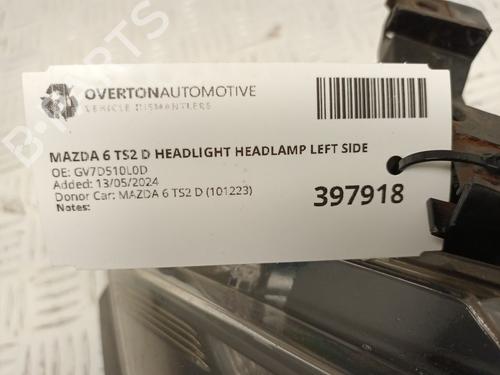 OVERTONAUTOMOTIVE
VEHICLE DISMANTLERS
MAZDA 6 TS2 D HEADLIGHT HEADLAMP LEFT SIDE
OE: GV7D510L0D
Added: 13/05/2024
Donor Car: MAZDA 6 TS2 D (101223)
Notes:
397918
B-PARTS